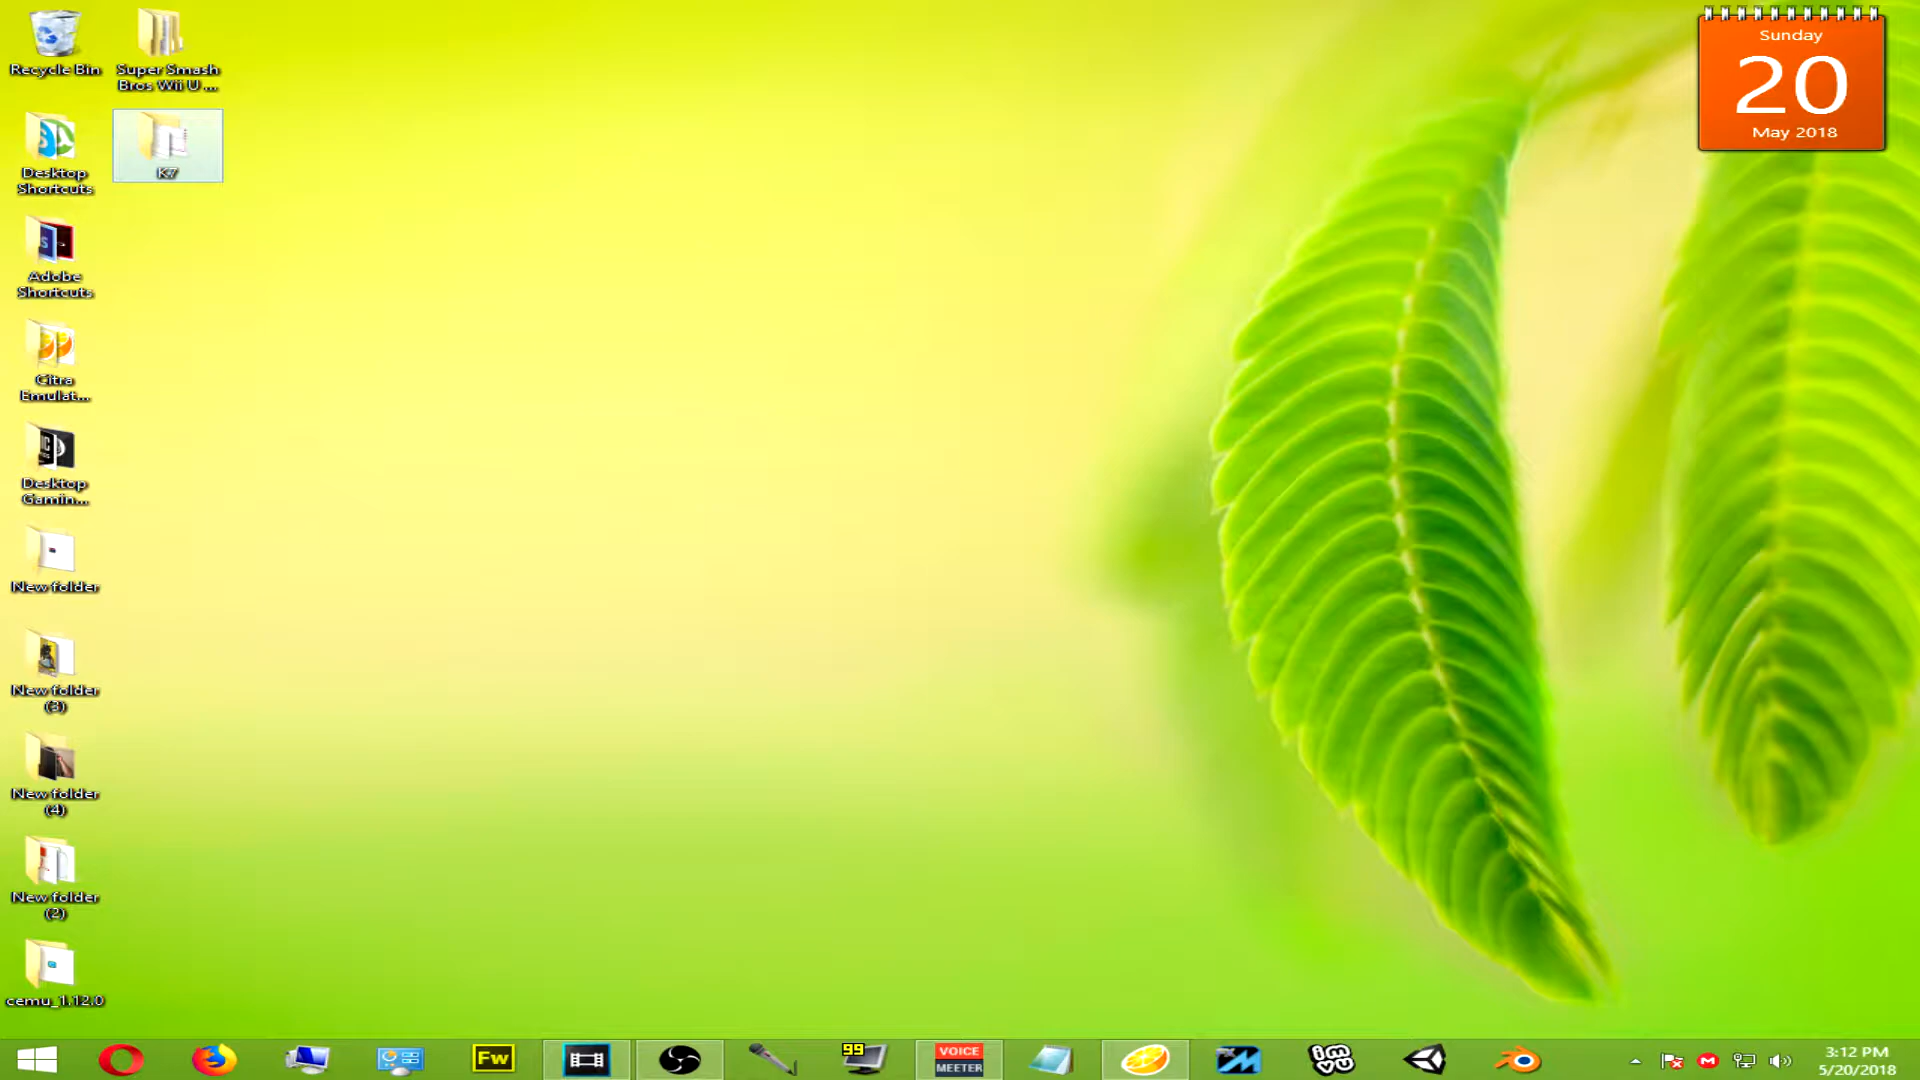 Recycle Bin
Super Smash
Bros Wii U ...
Desktop
Shortcuts
K7
Adobe
Shortcuts
Citra
Emulat...
Desktop
Gamin...
New folder
New folder
(3)
New folder
(4)
New folder
(2)
cemu_1.12.0
Sunday
20
May 2018
Fw
99
VOICE
MEETER
3:12 PM
5/20/2018